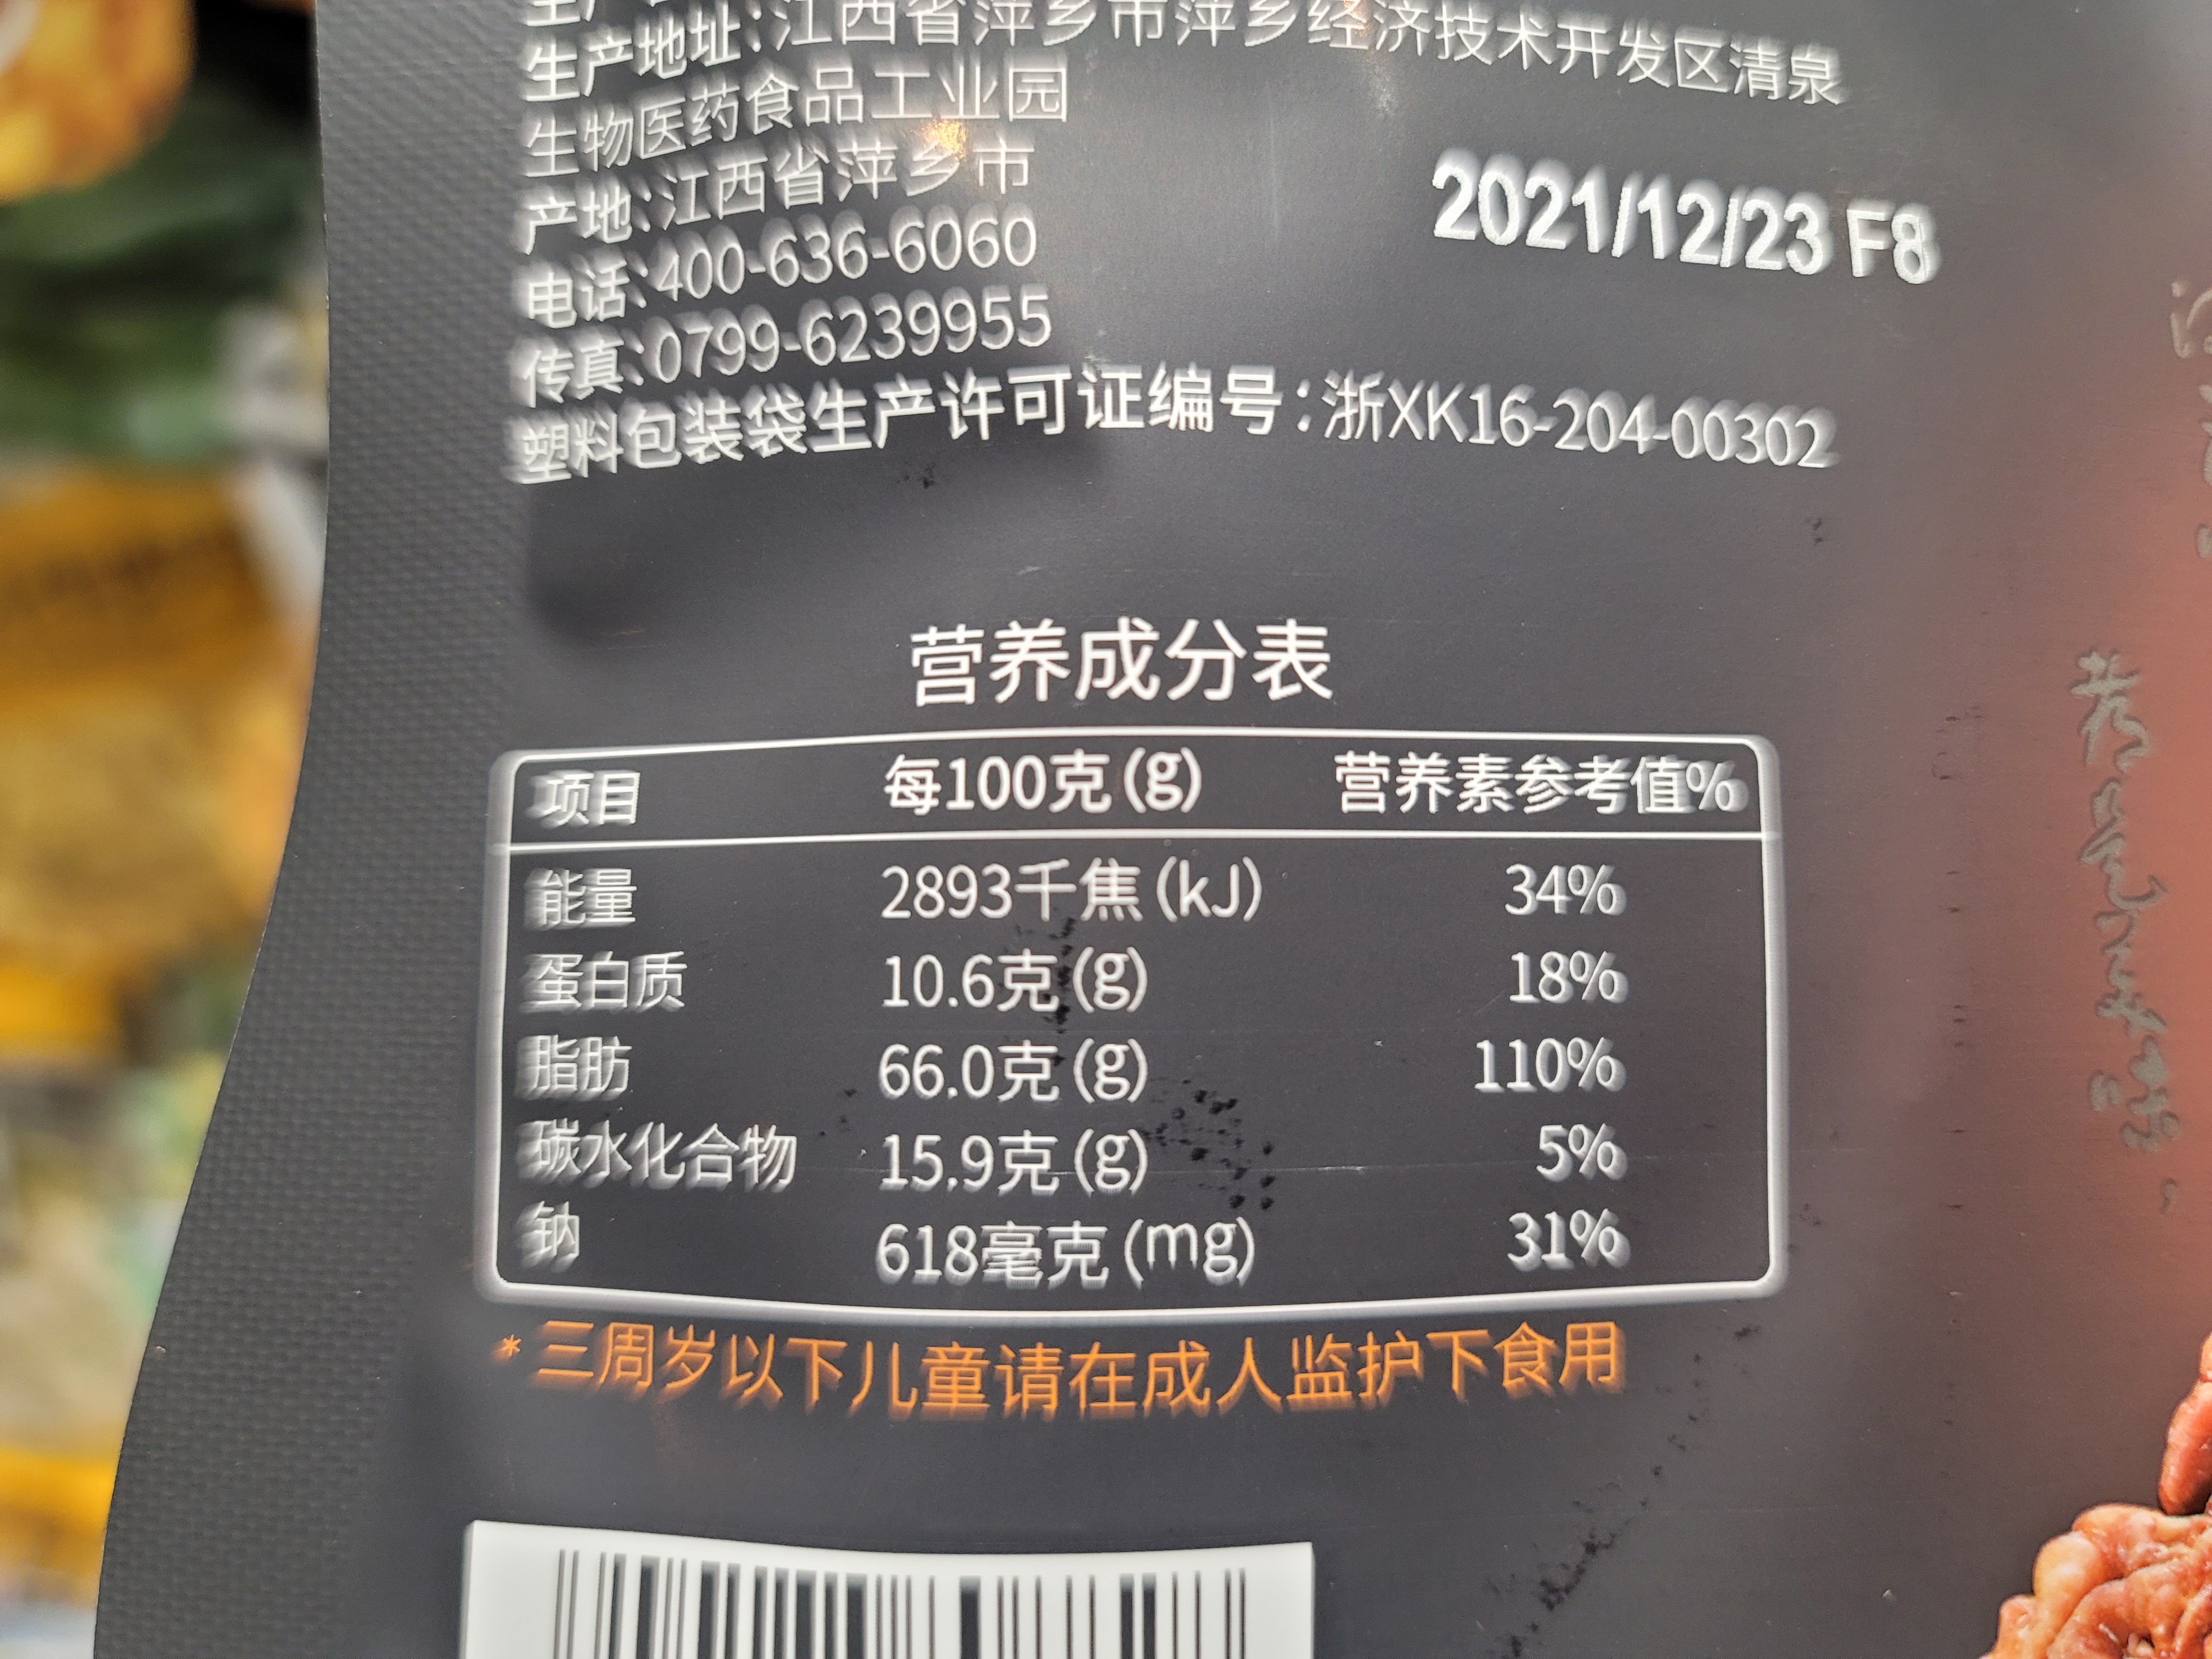 生产地址:江西省萍乡市萍乡经济技术开发区清泉
生物医药食品工业园
产地:江西省萍乡市
电话:400-636-6060
传真:0799-6239955
塑料包装袋生产许可证编号:浙XK16-204-00302
2021/12/23 F8
营养成分表
项目 每100克(g) 营养素参考值%
能量 2893千焦(kJ) 34%
蛋白质 10.6克(g) 18%
脂肪 66.0克(g) 110%
碳水化合物 15.9克(g) 5%
钠 618毫克(mg) 31%
*三周岁以下儿童请在成人监护下食用